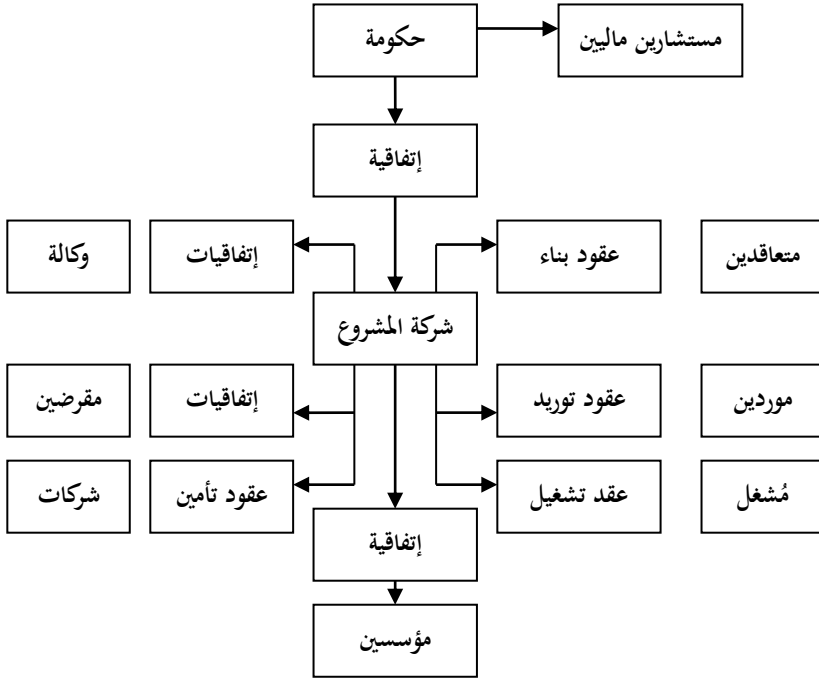 حكومة
مستشارين ماليين
إتفاقية
متعاقدين
عقود بناء
إتفاقيات
وكالة
شركة المشروع
موردين
عقود توريد
إتفاقيات
مقرضين
مُشغل
عقد تشغيل
عقود تأمين
شركات
إتفاقية
مؤسسين